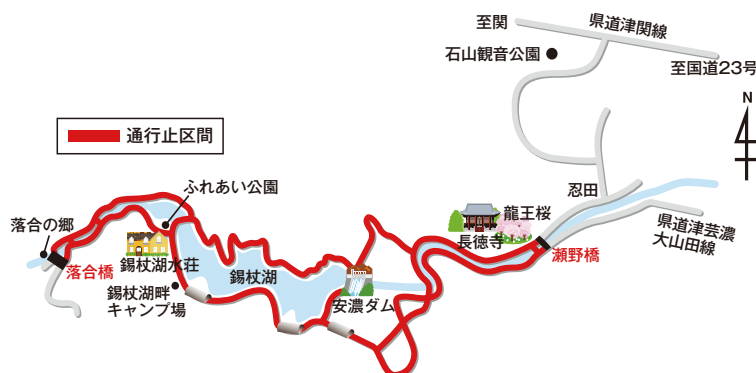 至関
県道津関線
石山観音公園
至国道23号
N
通行止区間
ふれあい公園
忍田
落合の郷
龍王桜
長徳寺
県道津芸濃
大山田線
瀬野橋
落合橋
錫杖湖水荘
錫杖湖
錫杖湖畔
キャンプ場
安濃ダム